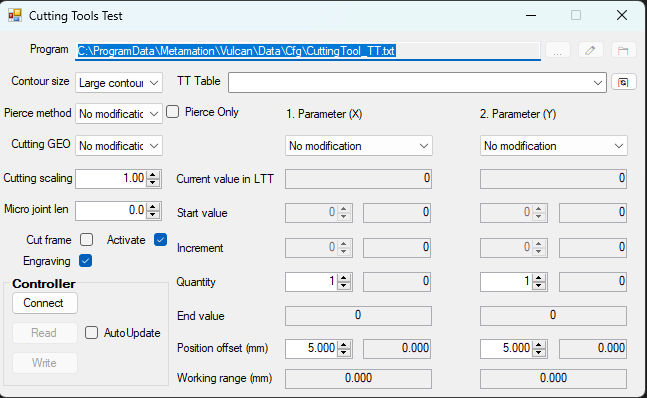 Cutting Tools Test
Program C:\ProgramData\Metamation\Vulcan\Data\Cfg\CuttingTool_TT.txt ...
Contour size Large contour TT Table
Pierce method No modificatic Pierce Only 1. Parameter (X) 2. Parameter (Y)
Cutting GEO No modificatic No modification No modification
Cutting scaling 1.00 Current value in LTT 0 0
Micro joint len 0.0 Start value 0 0 0 0
Cut frame Activate Increment 0 0 0 0
Engraving
Controller Quantity 1 0 1 0
Connect End value 0 0
Read AutoUpdate Position offset (mm) 5.000 0.000 5.000 0.000
Write Working range (mm) 0.000 0.000